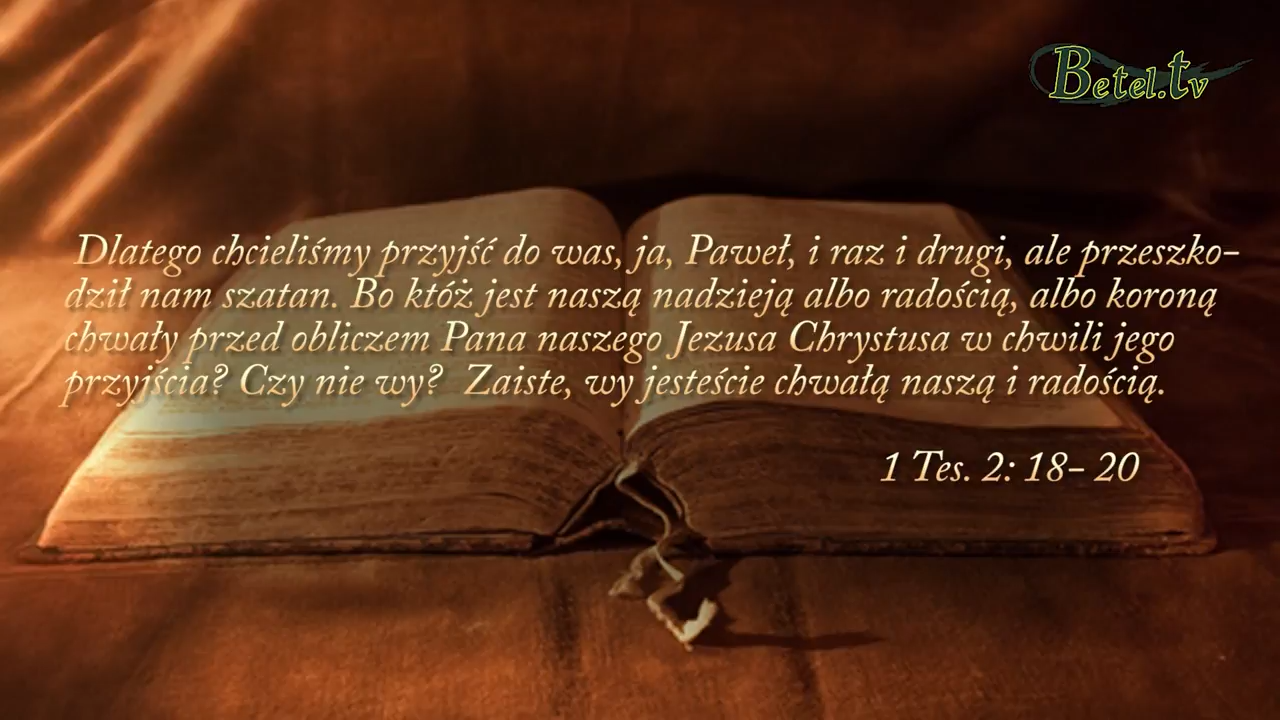 Betel.tv
Dlatego chcieliśmy przyjść do was, ja, Paweł, i raz i drugi, ale przeszko-
dził nam szatan. Bo któż jest naszą nadzieją albo radością, albo koroną
chwały przed obliczem Pana naszego Jezusa Chrystusa w chwili jego
przyjścia? Czy nie wy? Zaiste, wy jesteście chwałą naszą i radością.
1 Tes. 2: 18- 20